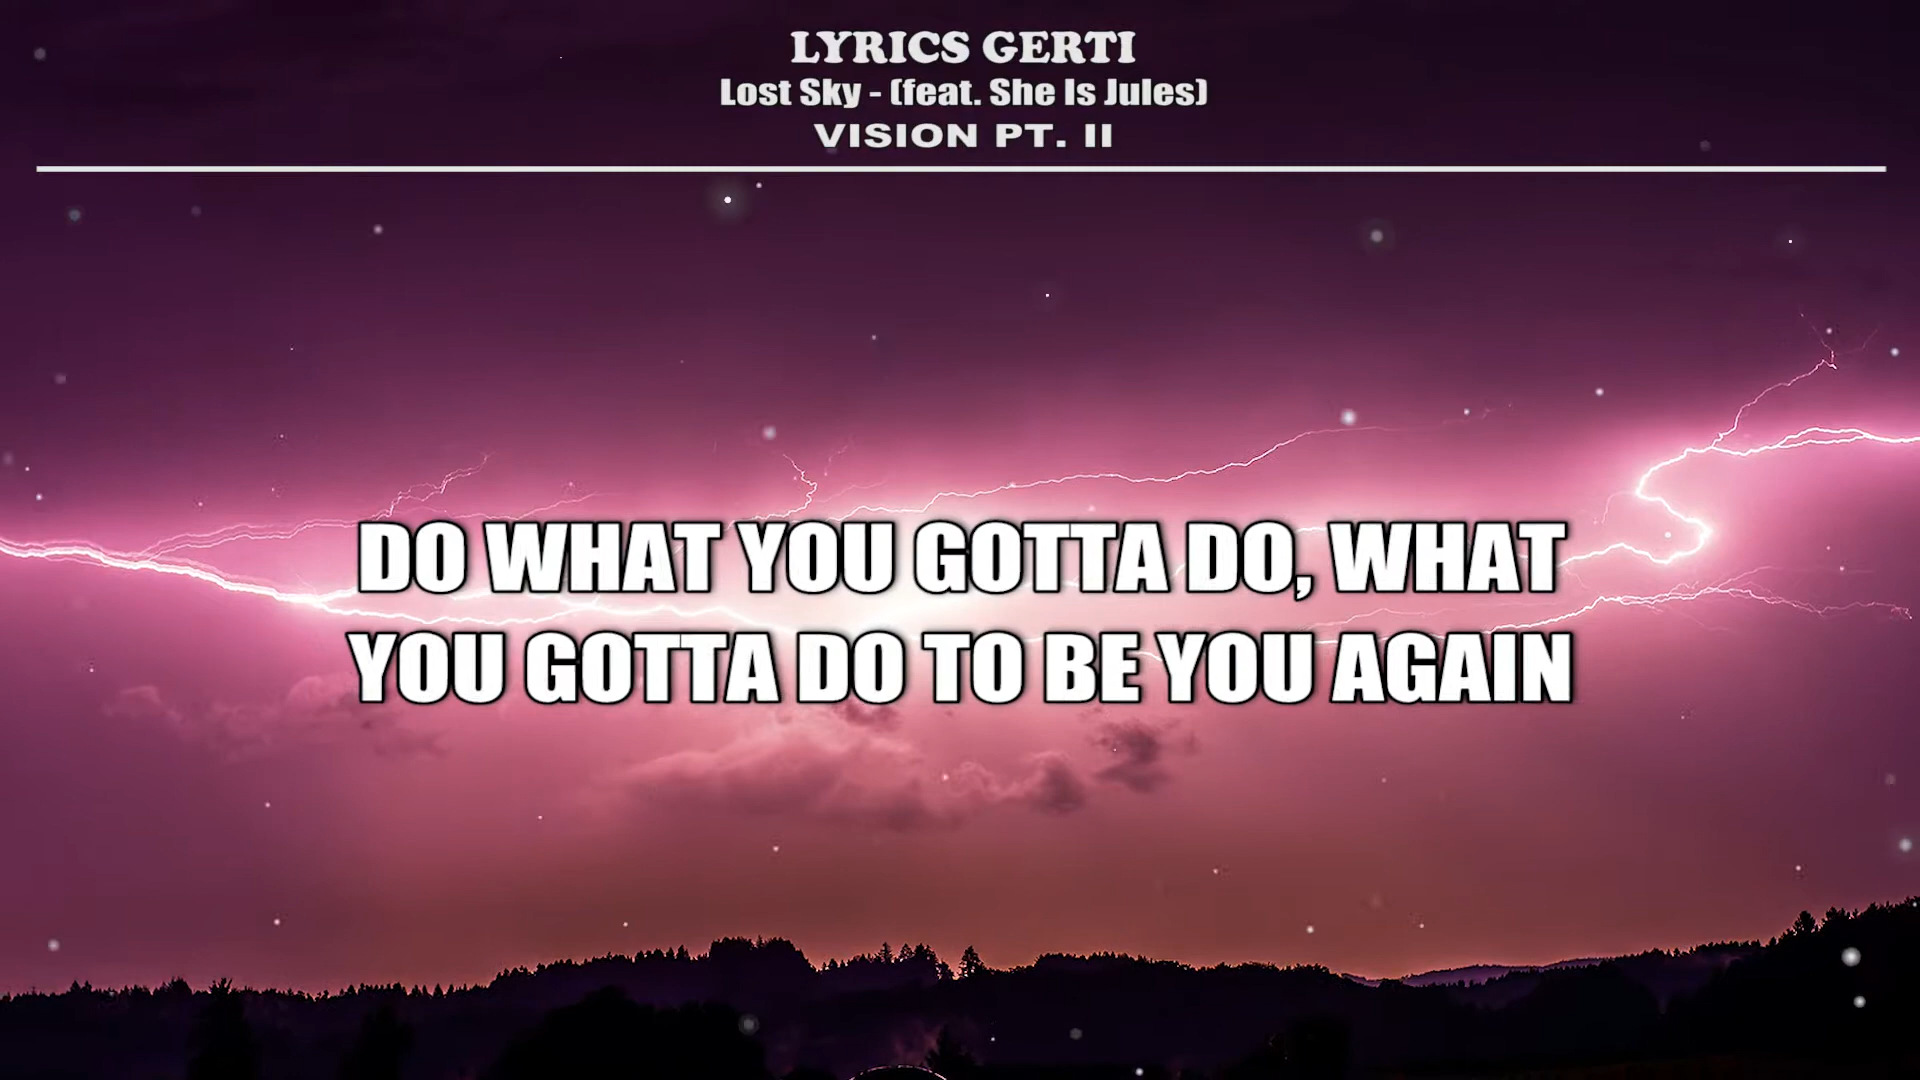 LYRICS GERTI
Lost Sky - (feat. She Is Jules)
VISION PT. II
DO WHAT YOU GOTTA DO, WHAT
YOU GOTTA DO TO BE YOU AGAIN